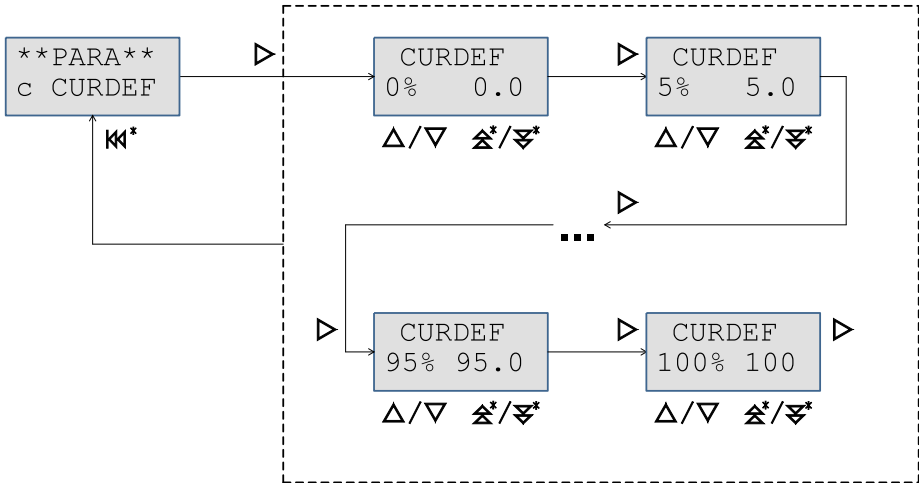 **PARA**
c CURDEF
CURDEF
0% 0.0
CURDEF
5% 5.0
△/▽ ⯭*/⯯*
△/▽ ⯭*/⯯*
...
CURDEF
95% 95.0
CURDEF
100% 100